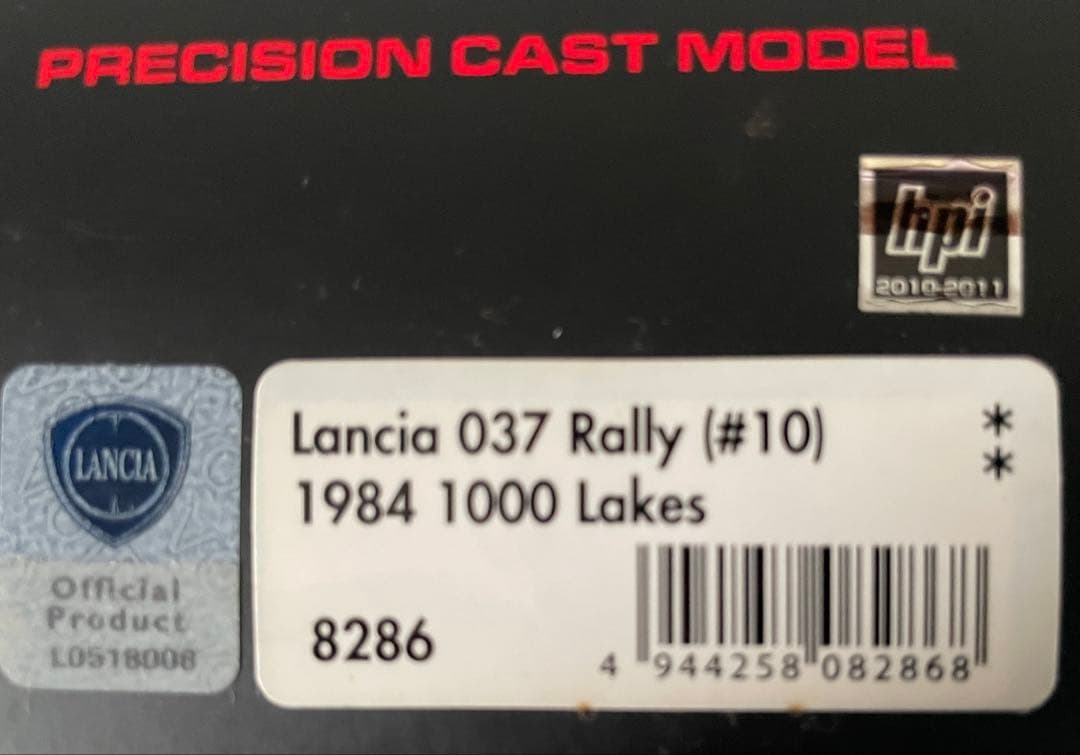 PRECISION CAST MODEL
hpi
2010-2011
LANCIA
Official
Product
L0518008
Lancia 037 Rally (#10) *
1984 1000 Lakes *
8286
4 944258 082868